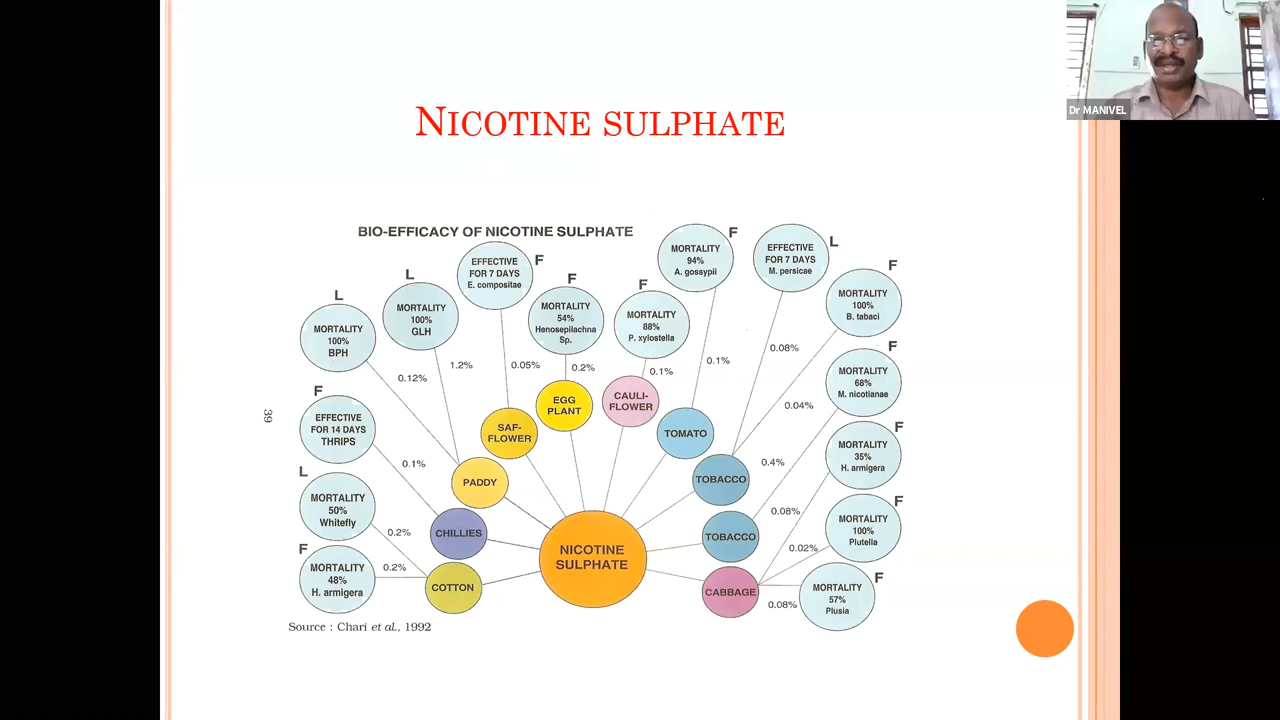 Dr MANIVEL
NICOTINE SULPHATE
BIO-EFFICACY OF NICOTINE SULPHATE
L
MORTALITY
100%
BPH
0.12%
L
MORTALITY
100%
GLH
1.2%
F
EFFECTIVE
FOR 7 DAYS
E. compositae
0.05%
F
MORTALITY
54%
Henosepilachna
Sp.
0.2%
F
MORTALITY
88%
P. xylostella
0.1%
F
MORTALITY
94%
A. gossypii
0.1%
L
EFFECTIVE
FOR 7 DAYS
M. persicae
0.08%
F
MORTALITY
100%
B. tabaci
0.04%
F
MORTALITY
68%
M. nicotianae
0.4%
F
MORTALITY
35%
H. armigera
0.08%
F
MORTALITY
100%
Plutella
0.02%
F
MORTALITY
57%
Plusia
0.08%
F
EFFECTIVE
FOR 14 DAYS
THRIPS
0.1%
L
MORTALITY
50%
Whitefly
0.2%
F
MORTALITY
48%
H. armigera
0.2%
EGG
PLANT
CAULI-
FLOWER
SAF-
FLOWER
TOMATO
PADDY
TOBACCO
CHILLIES
TOBACCO
COTTON
CABBAGE
NICOTINE
SULPHATE
39
Source : Chari et al., 1992